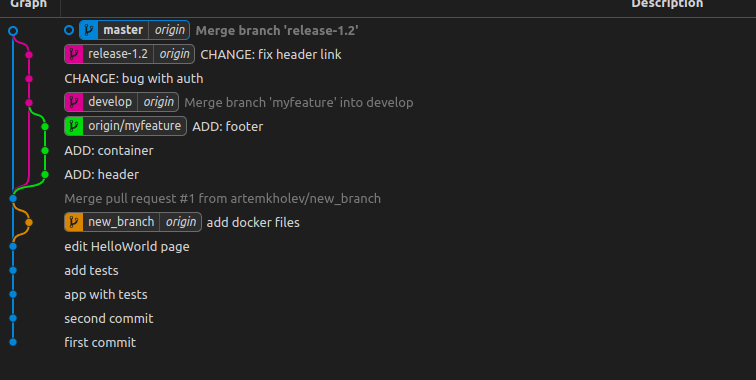 Graph Description
master origin Merge branch 'release-1.2'
release-1.2 origin CHANGE: fix header link
CHANGE: bug with auth
develop origin Merge branch 'myfeature' into develop
origin/myfeature ADD: footer
ADD: container
ADD: header
Merge pull request #1 from artemkholev/new_branch
new_branch origin add docker files
edit HelloWorld page
add tests
app with tests
second commit
first commit